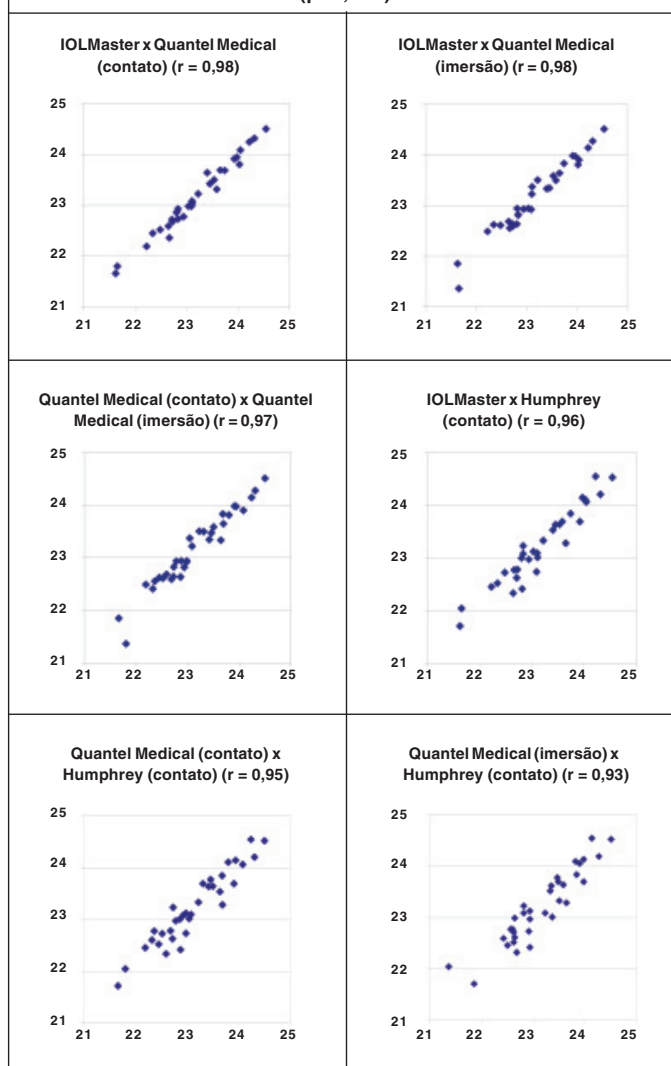 IOLMaster x Quantel Medical
(contato) (r = 0,98)
25
24
23
22
21
21 22 23 24 25
IOLMaster x Quantel Medical
(imersão) (r = 0,98)
25
24
23
22
21
21 22 23 24 25
Quantel Medical (contato) x Quantel
Medical (imersão) (r = 0,97)
25
24
23
22
21
21 22 23 24 25
IOLMaster x Humphrey
(contato) (r = 0,96)
25
24
23
22
21
21 22 23 24 25
Quantel Medical (contato) x
Humphrey (contato) (r = 0,95)
25
24
23
22
21
21 22 23 24 25
Quantel Medical (imersão) x
Humphrey (contato) (r = 0,93)
25
24
23
22
21
21 22 23 24 25